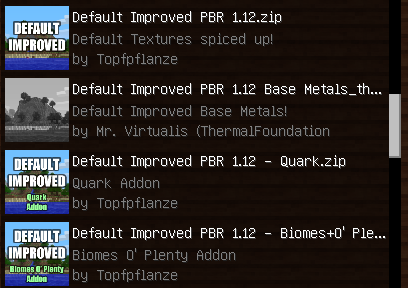 DEFAULT
IMPROVED
Default Improved PBR 1.12.zip
Default Textures spiced up!
by Topfpflanze
Default Improved PBR 1.12 Base Metals_th...
Default Improved Base Metals!
by Mr. Virtualis (ThermalFoundation
DEFAULT
IMPROVED
Quark
Addon
Default Improved PBR 1.12 - Quark.zip
Quark Addon
by Topfpflanze
DEFAULT
IMPROVED
Biomes O' Plenty
Addon
Default Improved PBR 1.12 - Biomes+O' Ple...
Biomes O' Plenty Addon
by Topfpflanze